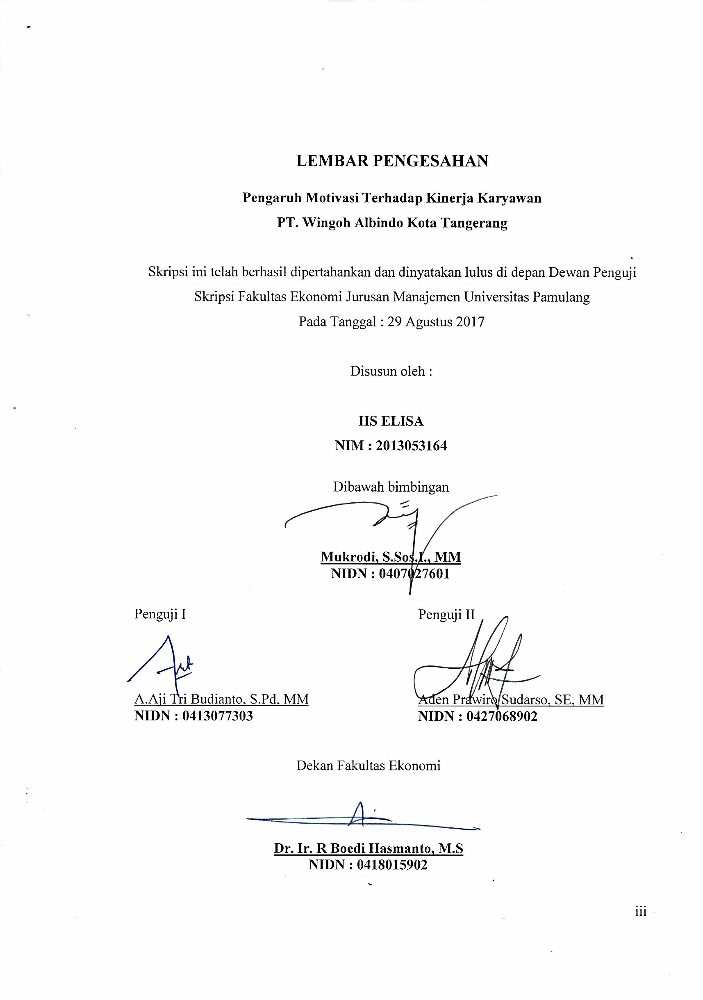 LEMBAR PENGESAHAN
Pengaruh Motivasi Terhadap Kinerja Karyawan
PT. Wingoh Albindo Kota Tangerang
Skripsi ini telah berhasil dipertahankan dan dinyatakan lulus di depan Dewan Penguji
Skripsi Fakultas Ekonomi Jurusan Manajemen Universitas Pamulang
Pada Tanggal : 29 Agustus 2017
Disusun oleh :
IIS ELISA
NIM : 2013053164
Dibawah bimbingan
Mukrodi, S.Sos.I., MM
NIDN : 0407027601
Penguji I
A.Aji Tri Budianto, S.Pd, MM
NIDN : 0413077303
Penguji II
Aden Prawiro Sudarso, SE, MM
NIDN : 0427068902
Dekan Fakultas Ekonomi
Dr. Ir. R Boedi Hasmanto, M.S
NIDN : 0418015902
iii